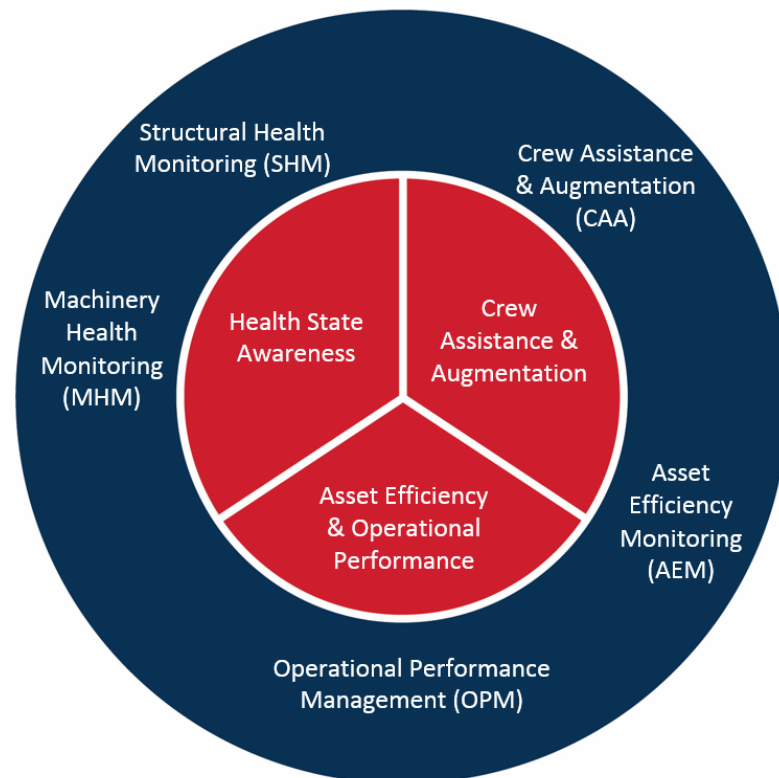 Structural Health
Monitoring (SHM)
Crew Assistance
& Augmentation
(CAA)
Machinery
Health
Monitoring
(MHM)
Health State
Awareness
Crew
Assistance &
Augmentation
Asset Efficiency
& Operational
Performance
Asset
Efficiency
Monitoring
(AEM)
Operational Performance
Management (OPM)